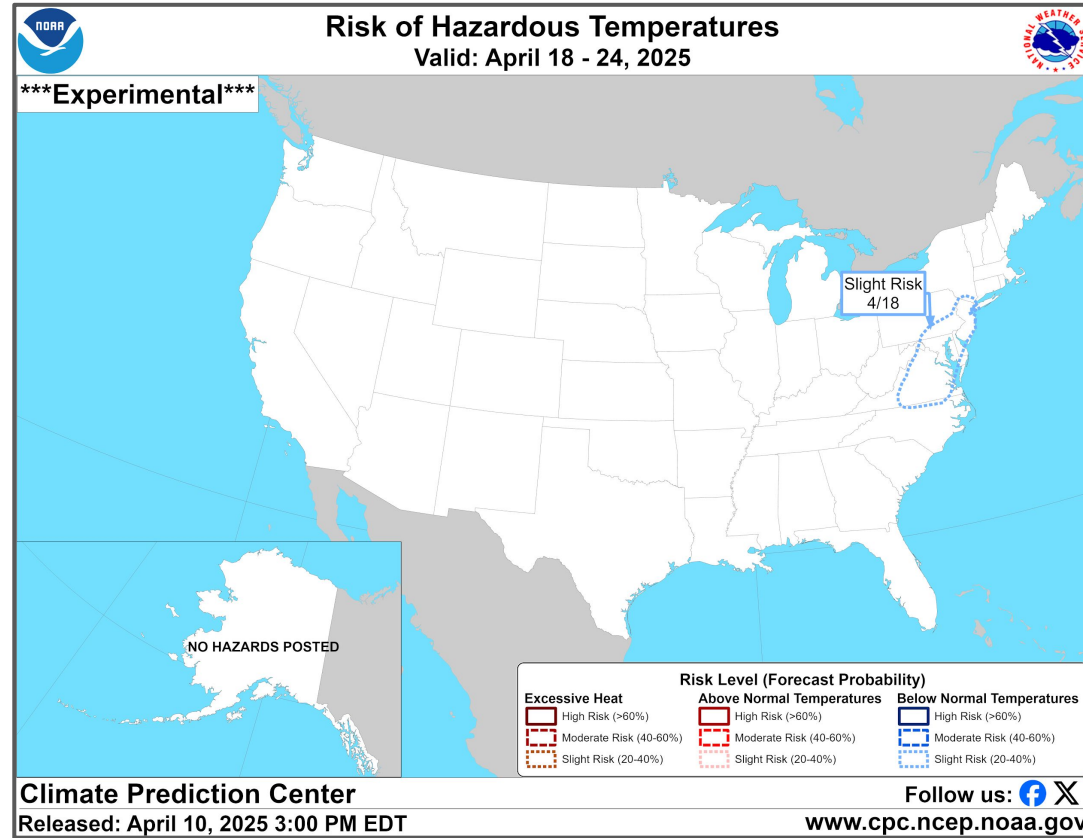 NOAA
Risk of Hazardous Temperatures
Valid: April 18 - 24, 2025
NATIONAL WEATHER SERVICE
***Experimental***
Slight Risk
4/18
NO HAZARDS POSTED
Risk Level (Forecast Probability)
Excessive Heat
High Risk (>60%)
Moderate Risk (40-60%)
Slight Risk (20-40%)
Above Normal Temperatures
High Risk (>60%)
Moderate Risk (40-60%)
Slight Risk (20-40%)
Below Normal Temperatures
High Risk (>60%)
Moderate Risk (40-60%)
Slight Risk (20-40%)
Climate Prediction Center
Follow us:
Released: April 10, 2025 3:00 PM EDT
www.cpc.ncep.noaa.gov